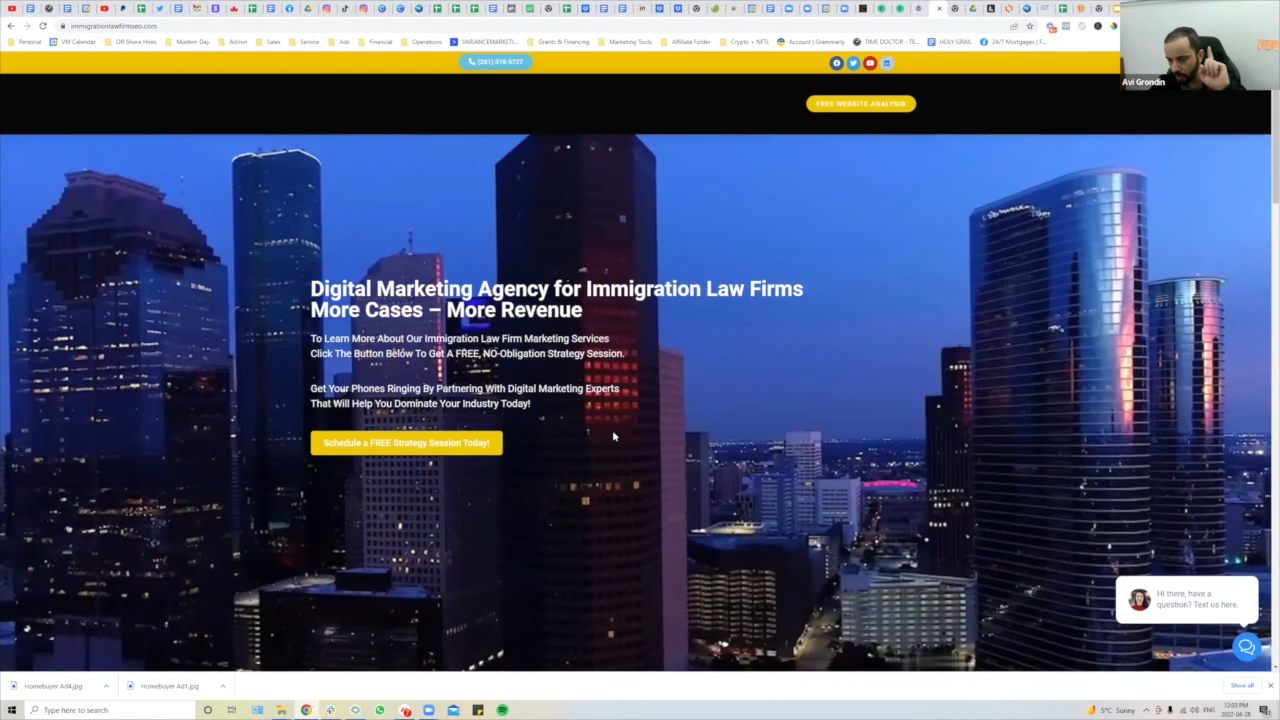 immigrationlawfirmseo.com
Personal
VM Calendar
Off Shore Hires
Modern Day
Admin
Sales
Service
Ads
Financial
Operations
VARIANCEMARKETI...
Grants & Financing
Marketing Tools
Affiliate Folder
Crypto + NFTs
Account | Grammarly
TIME DOCTOR - TE...
HOLY GRAIL
24/7 Mortgages | F...
Avi Grondin
(281) 318-5727
FREE WEBSITE ANALYSIS
Digital Marketing Agency for Immigration Law Firms
More Cases – More Revenue
To Learn More About Our Immigration Law Firm Marketing Services
Click The Button Below To Get A FREE, NO-Obligation Strategy Session.
Get Your Phones Ringing By Partnering With Digital Marketing Experts
That Will Help You Dominate Your Industry Today!
Schedule a FREE Strategy Session Today!
Hi there, have a
question? Text us here.
Homebuyer Ad4.jpg
Homebuyer Ad1.jpg
Show all
Type here to search
5°C Sunny
ENG
12:03 PM
2022-04-28